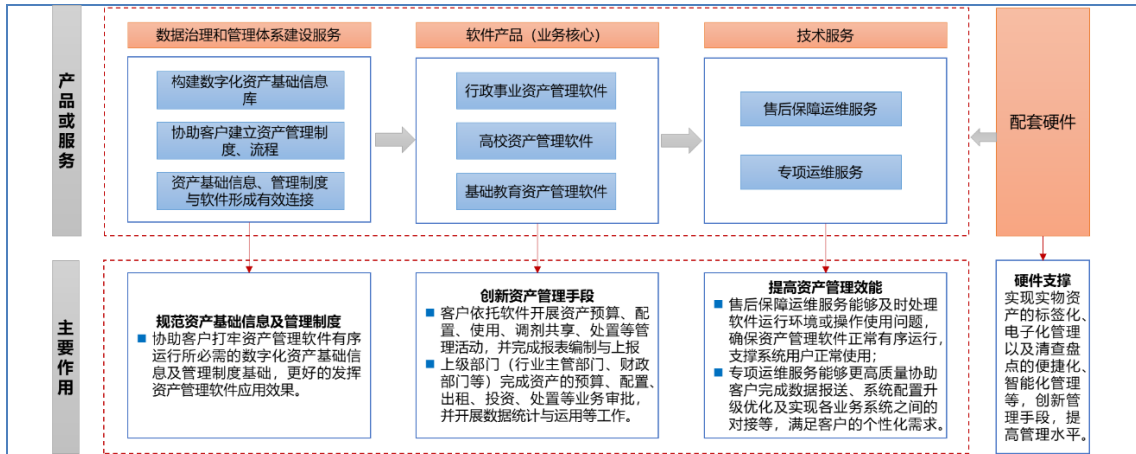 产品或服务
数据治理和管理体系建设服务
构建数字化资产基础信息
库
协助客户建立资产管理制
度、流程
资产基础信息、管理制度
与软件形成有效连接
软件产品（业务核心）
行政事业资产管理软件
高校资产管理软件
基础教育资产管理软件
技术服务
售后保障运维服务
专项运维服务
配套硬件
主要作用
规范资产基础信息及管理制度
协助客户打牢资产管理软件有序
运行所必需的数字化资产基础信
息及管理制度基础，更好的发挥
资产管理软件应用效果。
创新资产管理手段
客户依托软件开展资产预算、配
置、使用、调剂共享、处置等管
理活动，并完成报表编制与上报
上级部门（行业主管部门、财政
部门等）完成资产的预算、配置、
出租、投资、处置等业务审批，
并开展数据统计与运用等工作。
提高资产管理效能
售后保障运维服务能够及时处理
软件运行环境或操作使用问题，
确保资产管理软件正常有序运行，
支撑系统用户正常使用；
专项运维服务能够更高质量协助
客户完成数据报送、系统配置升
级优化及实现各业务系统之间的
对接等，满足客户的个性化需求。
硬件支撑
实现实物资
产的标签化、
电子化管理
以及清查盘
点的便捷化、
智能化管理
等，创新管
理手段，提
高管理水平。